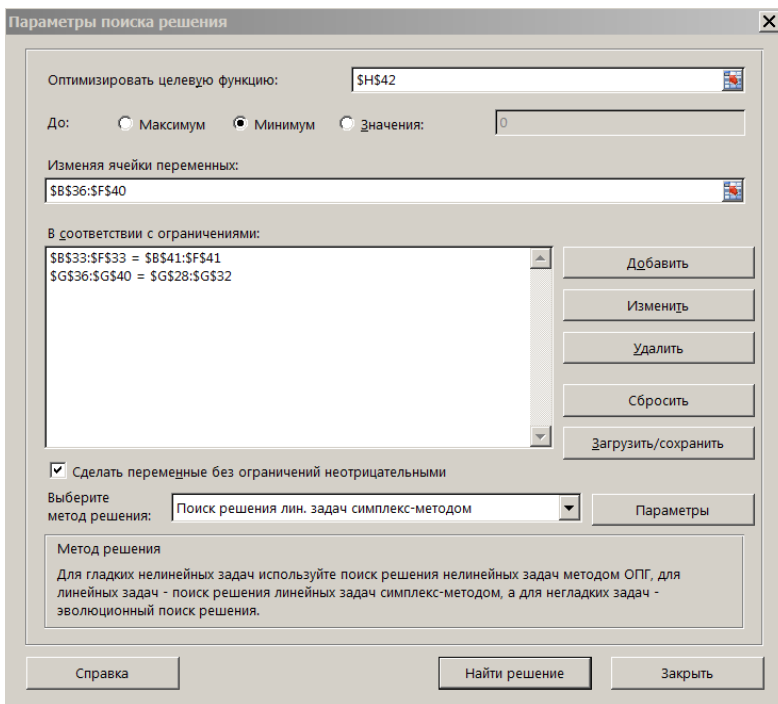 Параметры поиска решения
Оптимизировать целевую функцию: $H$42
До: Максимум Минимум Значения: 0
Изменяя ячейки переменных:
$B$36:$F$40
В соответствии с ограничениями:
$B$33:$F$33 = $B$41:$F$41
$G$36:$G$40 = $G$28:$G$32
Добавить
Изменить
Удалить
Сбросить
Загрузить/сохранить
Сделать переменные без ограничений неотрицательными
Выберите
метод решения: Поиск решения лин. задач симплекс-методом Параметры
Метод решения
Для гладких нелинейных задач используйте поиск решения нелинейных задач методом ОПГ, для
линейных задач - поиск решения линейных задач симплекс-методом, а для негладких задач -
эволюционный поиск решения.
Справка Найти решение Закрыть